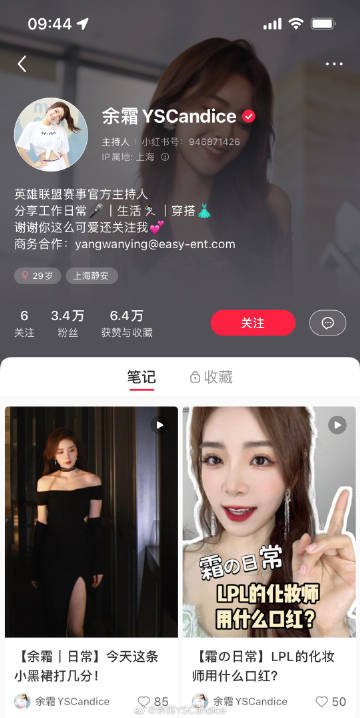 09:44
余霜 YSCandice
主持人 | 小红书号：946871426
IP属地: 上海
英雄联盟赛事官方主持人
分享工作日常🎤｜生活🏃🏻‍♀️｜穿搭👗
谢谢你这么可爱还关注我💕
商务合作：yangwanying@easy-ent.com
29岁
上海静安
6 关注
3.4万 粉丝
6.4万 获赞与收藏
关注
笔记
收藏
霜の日常
LPL的化妆师
用什么口红?
【余霜｜日常】今天这条
小黑裙打几分！
【霜の日常】LPL的化妆
师用什么口红？
余霜YSCandice
85
余霜YSCandice
50
@余霜YSCandice